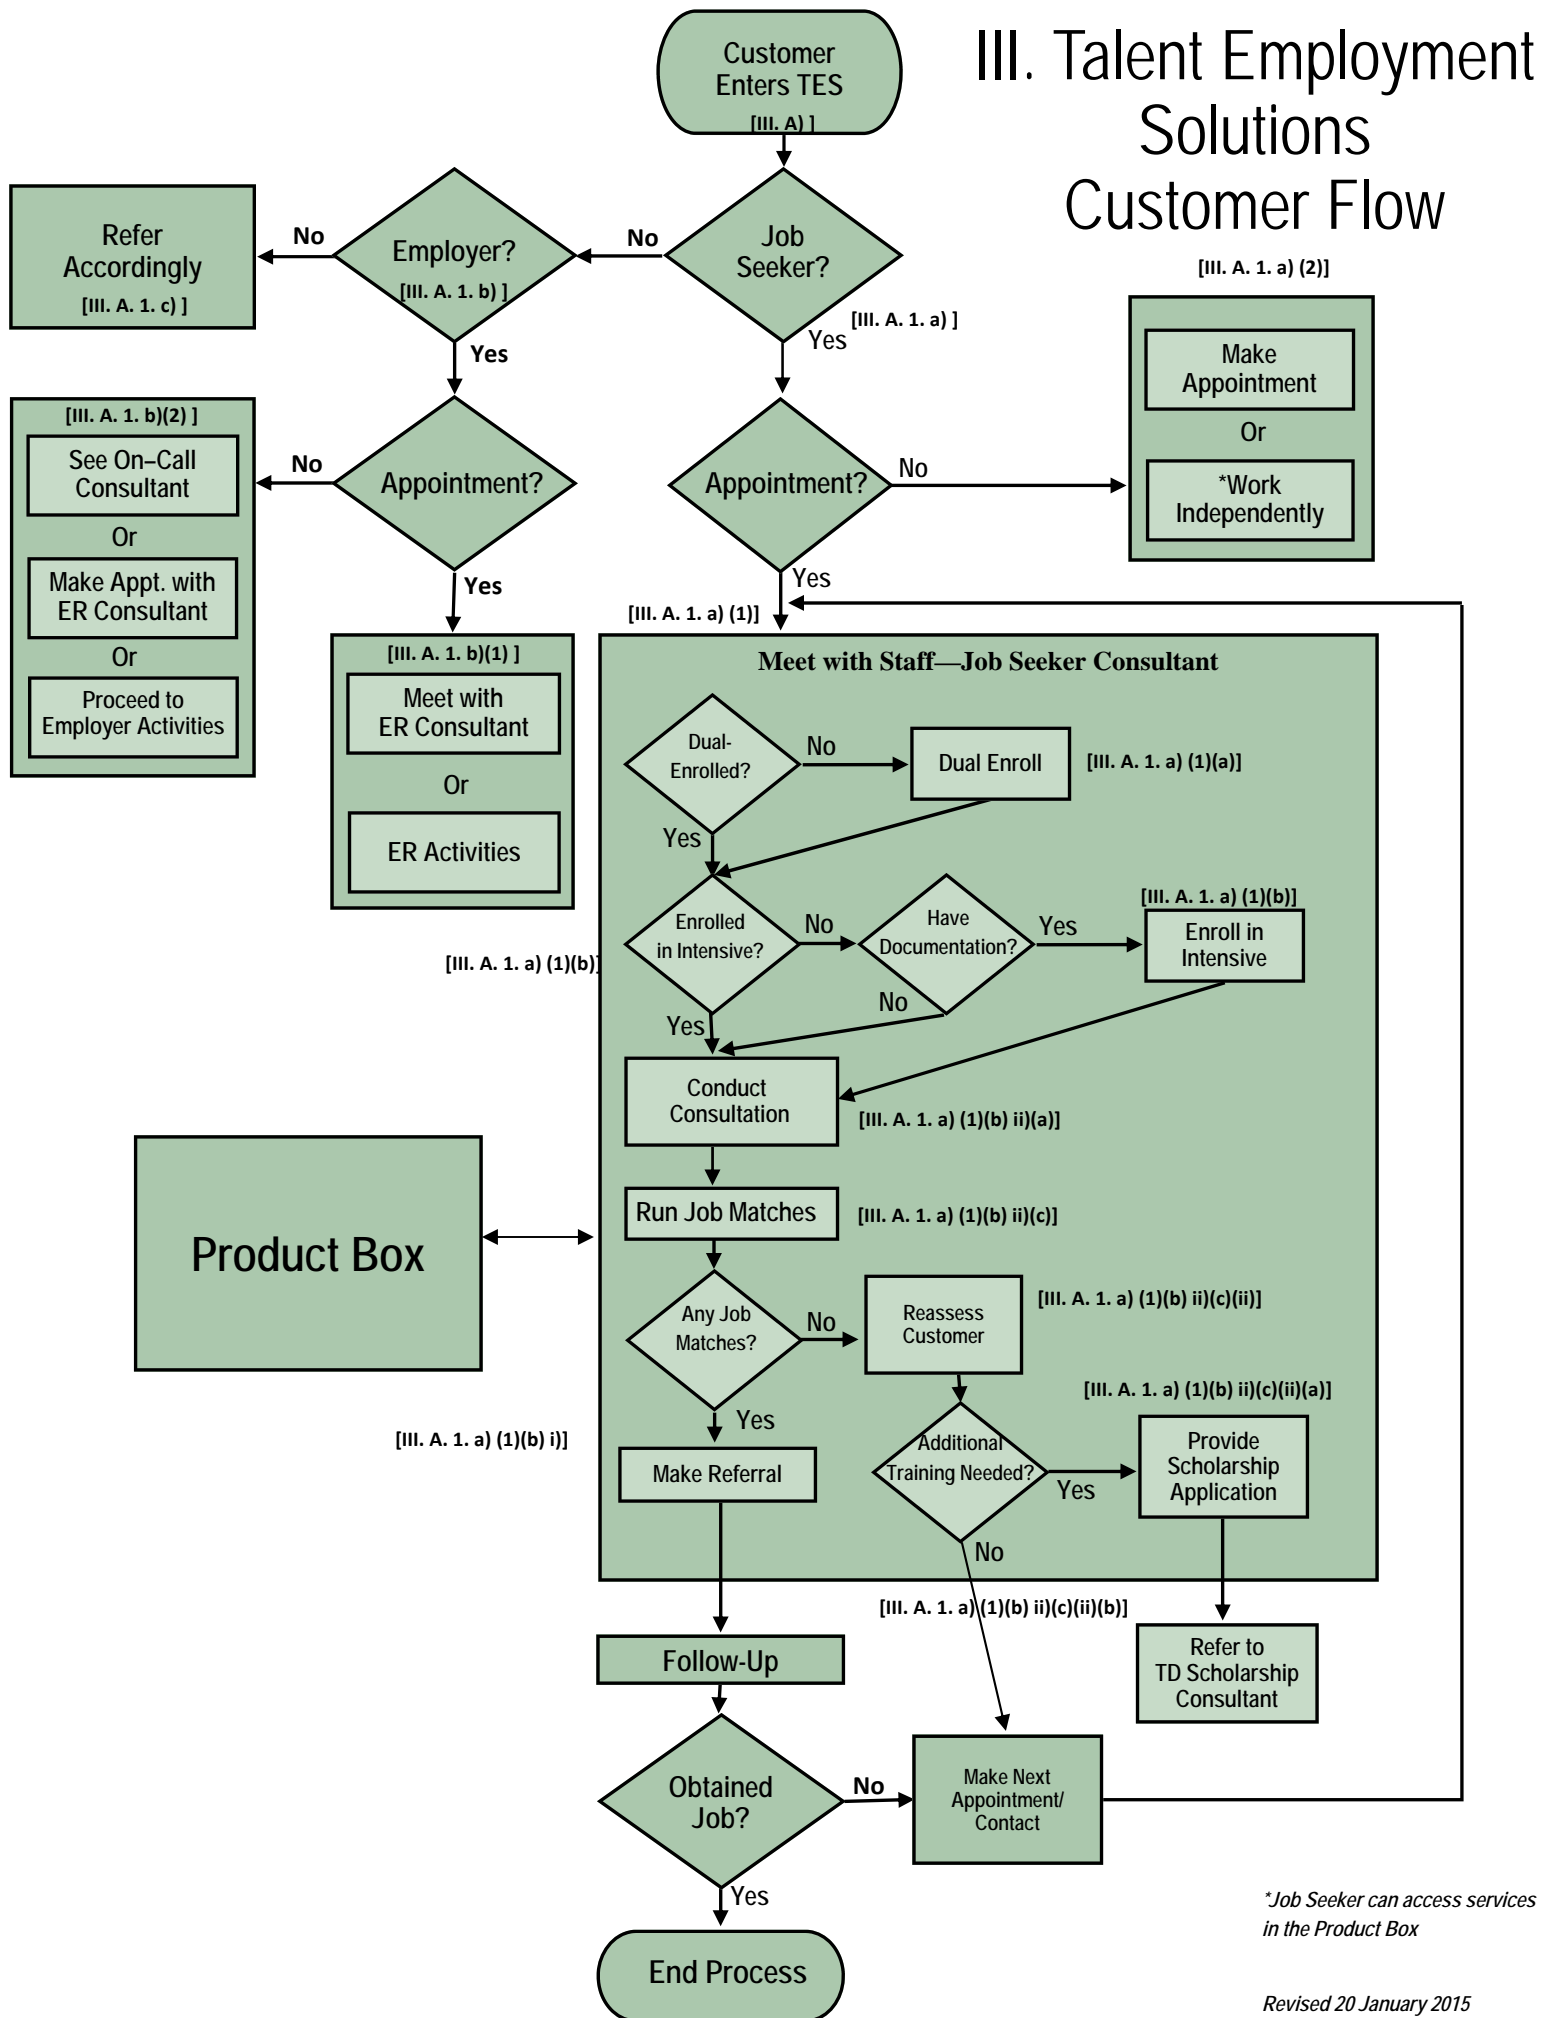 III. Talent Employment
Solutions
Customer Flow
Customer
Enters TES
[III. A) ]
Refer
Accordingly
[III. A. 1. c) ]
No
Employer?
[III. A. 1. b) ]
No
Job
Seeker?
[III. A. 1. a) ]
Yes
Yes
[III. A. 1. a) (2)]
Make
Appointment
Or
*Work
Independently
[III. A. 1. b)(2) ]
See On–Call
Consultant
Or
Make Appt. with
ER Consultant
Or
Proceed to
Employer Activities
No
Appointment?
Yes
Appointment?
No
Yes
[III. A. 1. b)(1) ]
Meet with
ER Consultant
Or
ER Activities
[III. A. 1. a) (1)]
Meet with Staff—Job Seeker Consultant
Dual-
Enrolled?
No
Dual Enroll
[III. A. 1. a) (1)(a)]
Yes
Enrolled
in Intensive?
No
Have
Documentation?
Yes
[III. A. 1. a) (1)(b)]
Enroll in
Intensive
[III. A. 1. a) (1)(b)]
No
Yes
Conduct
Consultation
[III. A. 1. a) (1)(b) ii)(a)]
Run Job Matches
[III. A. 1. a) (1)(b) ii)(c)]
Product Box
Any Job
Matches?
No
Reassess
Customer
[III. A. 1. a) (1)(b) ii)(c)(ii)]
[III. A. 1. a) (1)(b) ii)(c)(ii)(a)]
Yes
[III. A. 1. a) (1)(b) i)]
Make Referral
Additional
Training Needed?
Yes
Provide
Scholarship
Application
No
[III. A. 1. a) (1)(b) ii)(c)(ii)(b)]
Follow-Up
Refer to
TD Scholarship
Consultant
Obtained
Job?
No
Make Next
Appointment/
Contact
Yes
End Process
*Job Seeker can access services
in the Product Box
Revised 20 January 2015